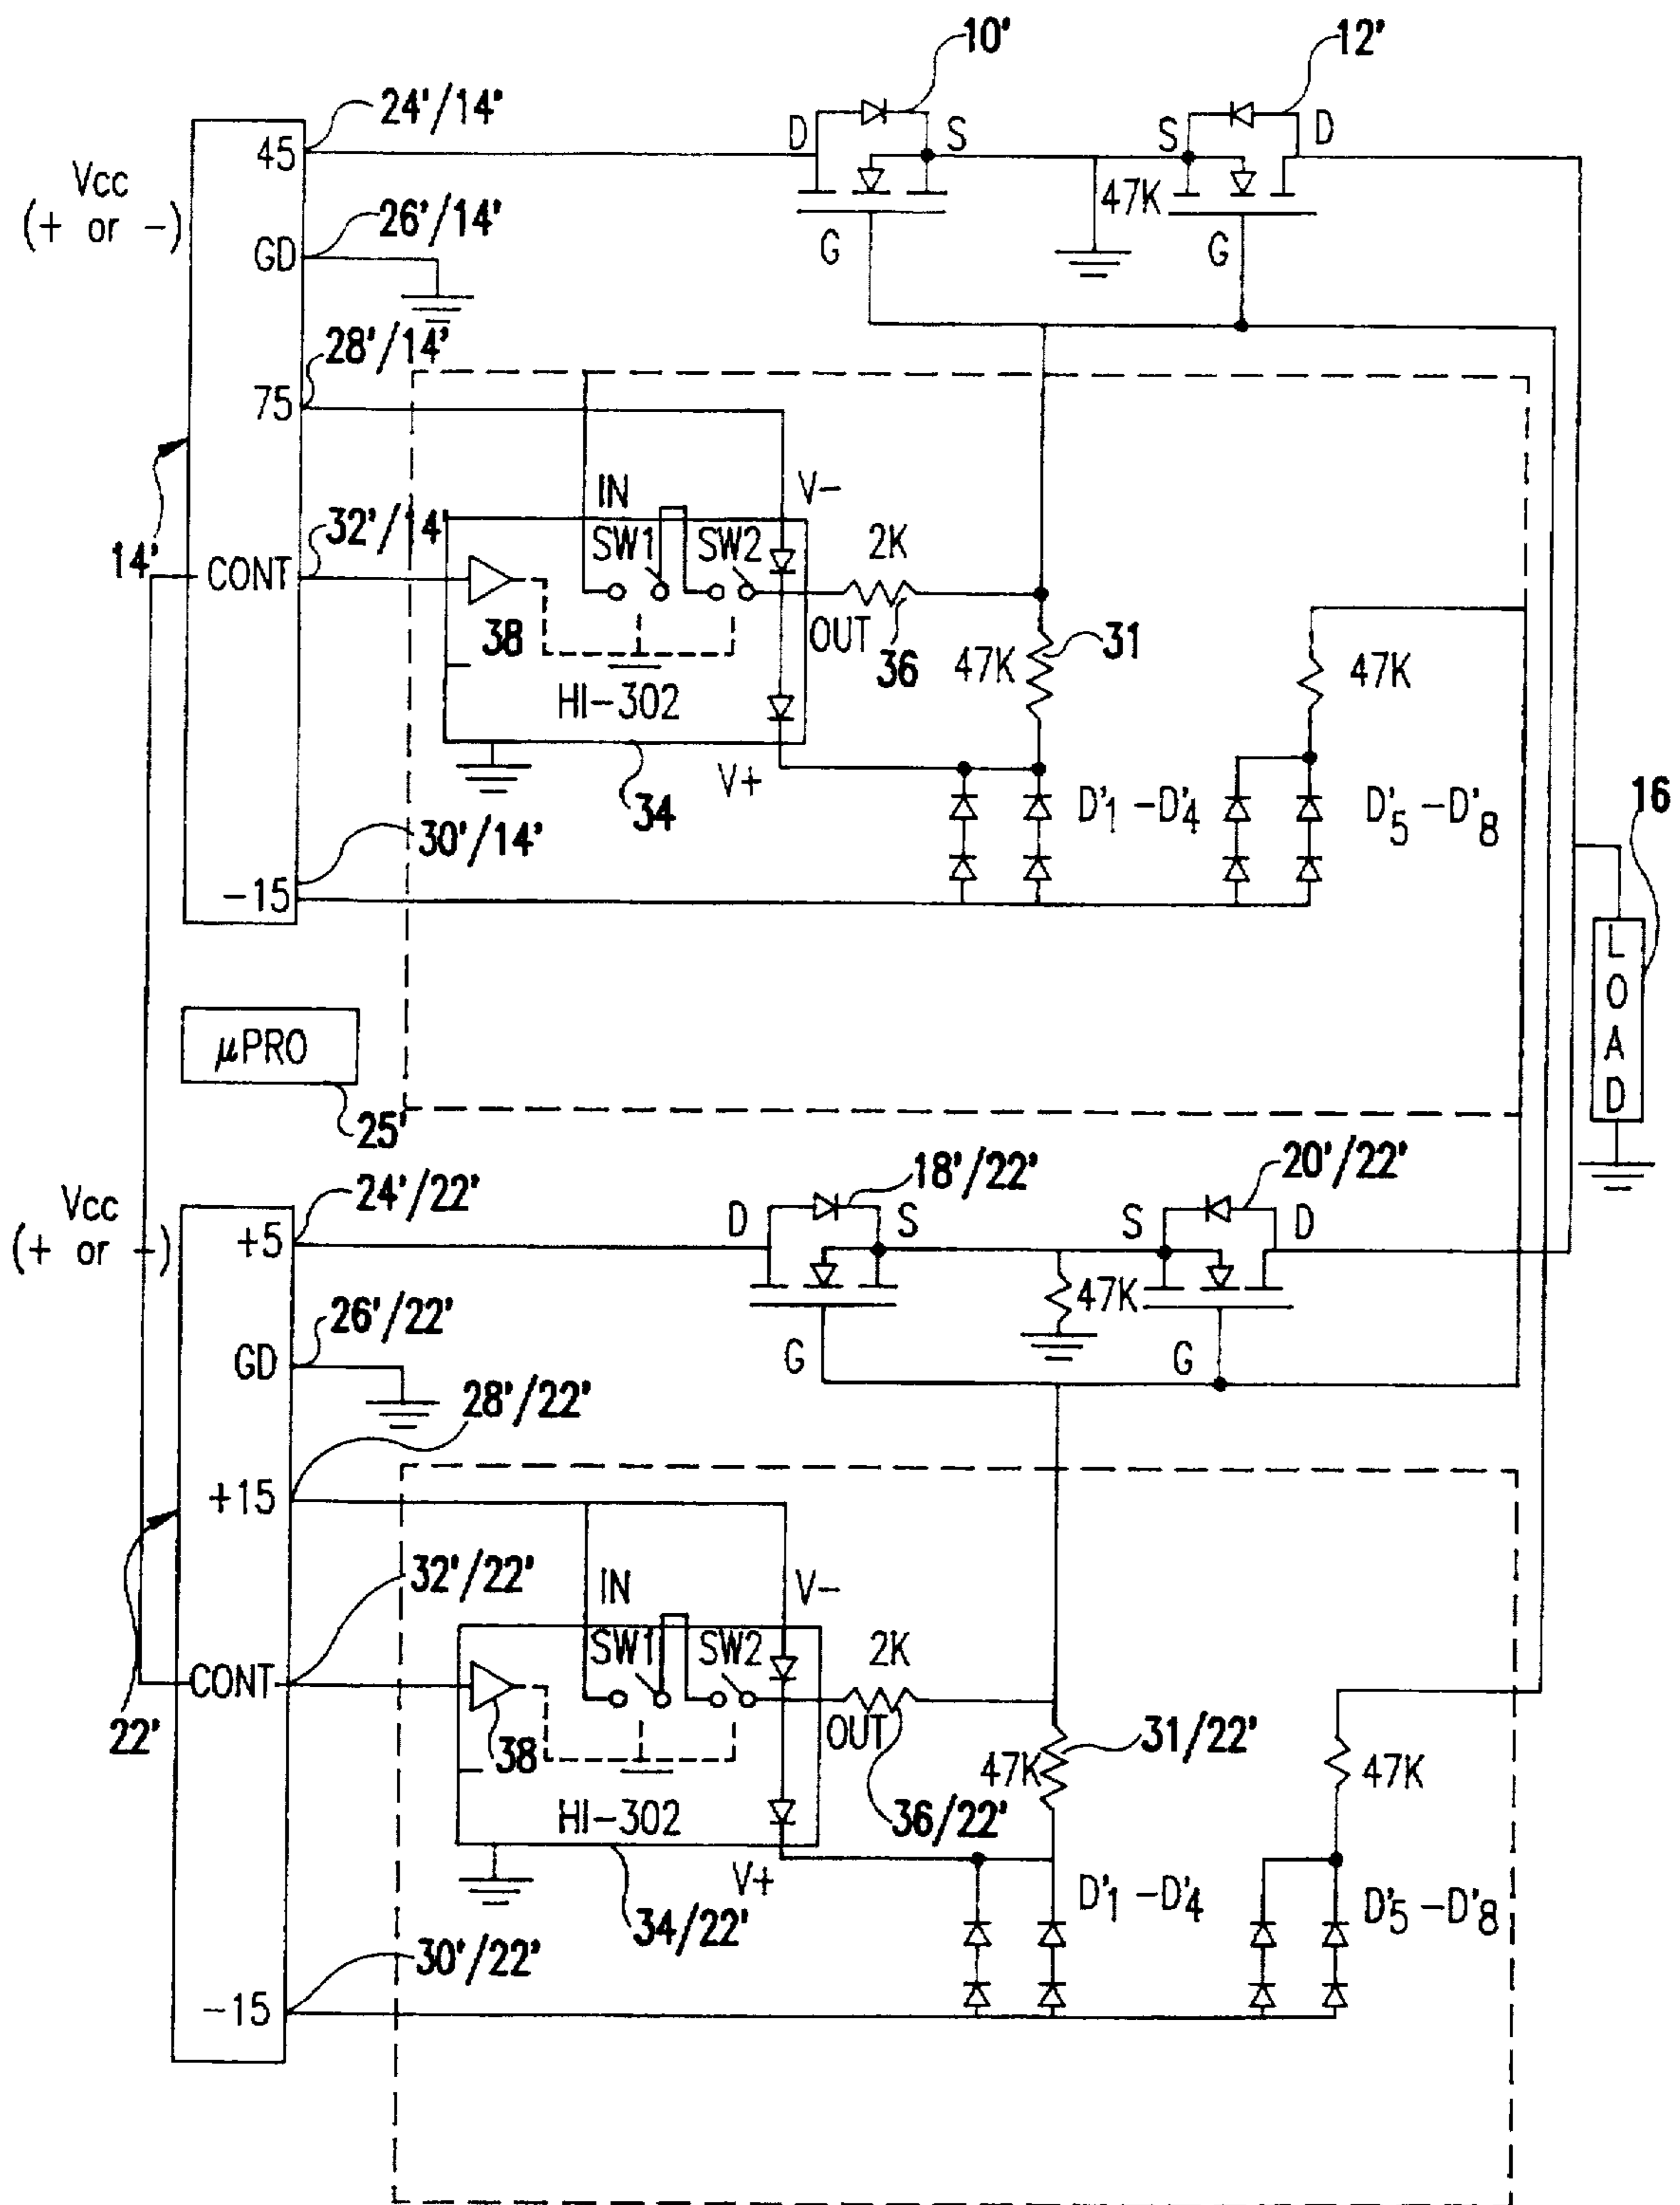 10'
12'
24'/14'
45
D
S
S
D
Vcc
(+ or -)
47K
26'/14'
GD
G
G
28'/14'
75
IN
V-
32'/14'
SW1
SW2
2K
14'
CONT
38
OUT
36
47K
31
47K
HI-302
V+
34
D'1 -D'4
D'5 -D'8
16
30'/14'
-15
LOAD
µPRO
25'
18'/22'
20'/22'
24'/22'
Vcc
(+ or -)
+5
D
S
S
D
47K
26'/22'
GD
G
G
28'/22'
+15
IN
V-
32'/22'
SW1
SW2
2K
CONT
22'
38
OUT
31/22'
47K
47K
36/22'
HI-302
V+
34/22'
D'1 -D'4
D'5 -D'8
30'/22'
-15